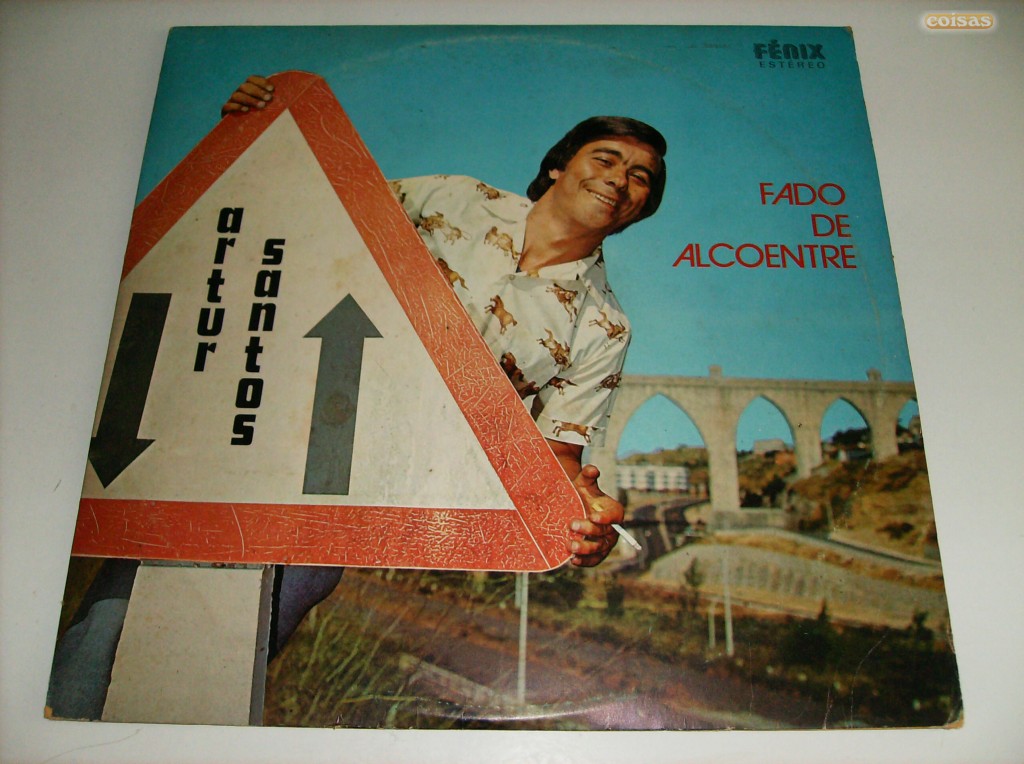 coisas
FÉNIX
ESTÉREO
FADO
DE
ALCOENTRE
artur
santos